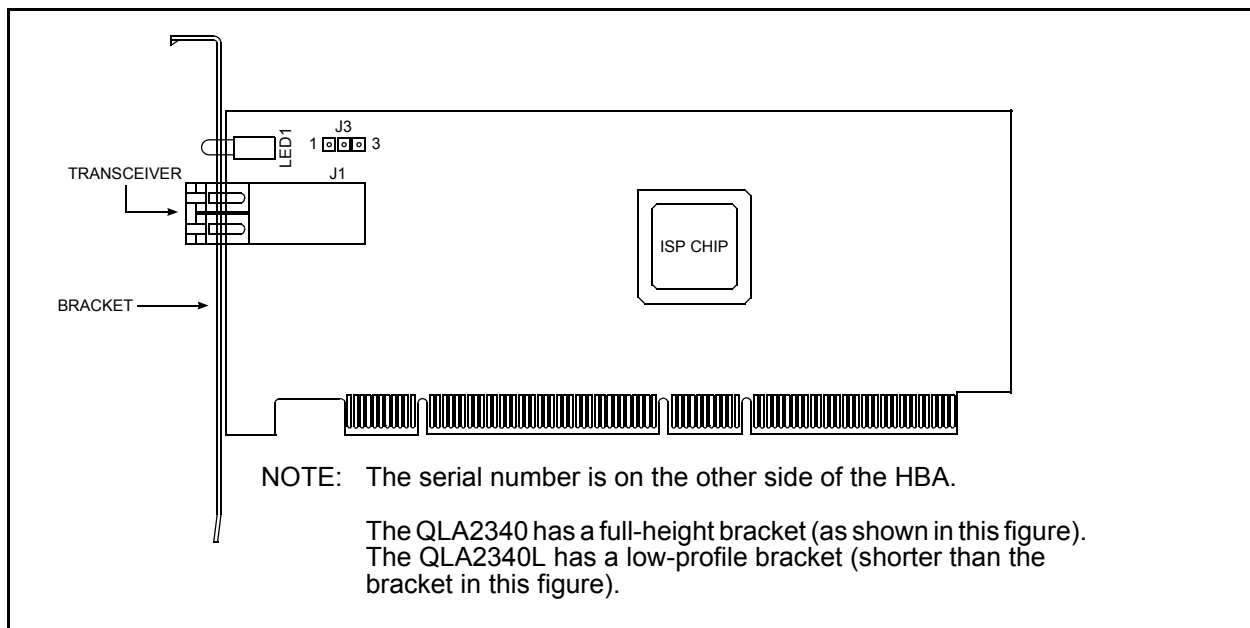 J3
1 3
LED1
TRANSCEIVER
J1
ISP CHIP
BRACKET
NOTE: The serial number is on the other side of the HBA.
The QLA2340 has a full-height bracket (as shown in this figure).
The QLA2340L has a low-profile bracket (shorter than the
bracket in this figure).